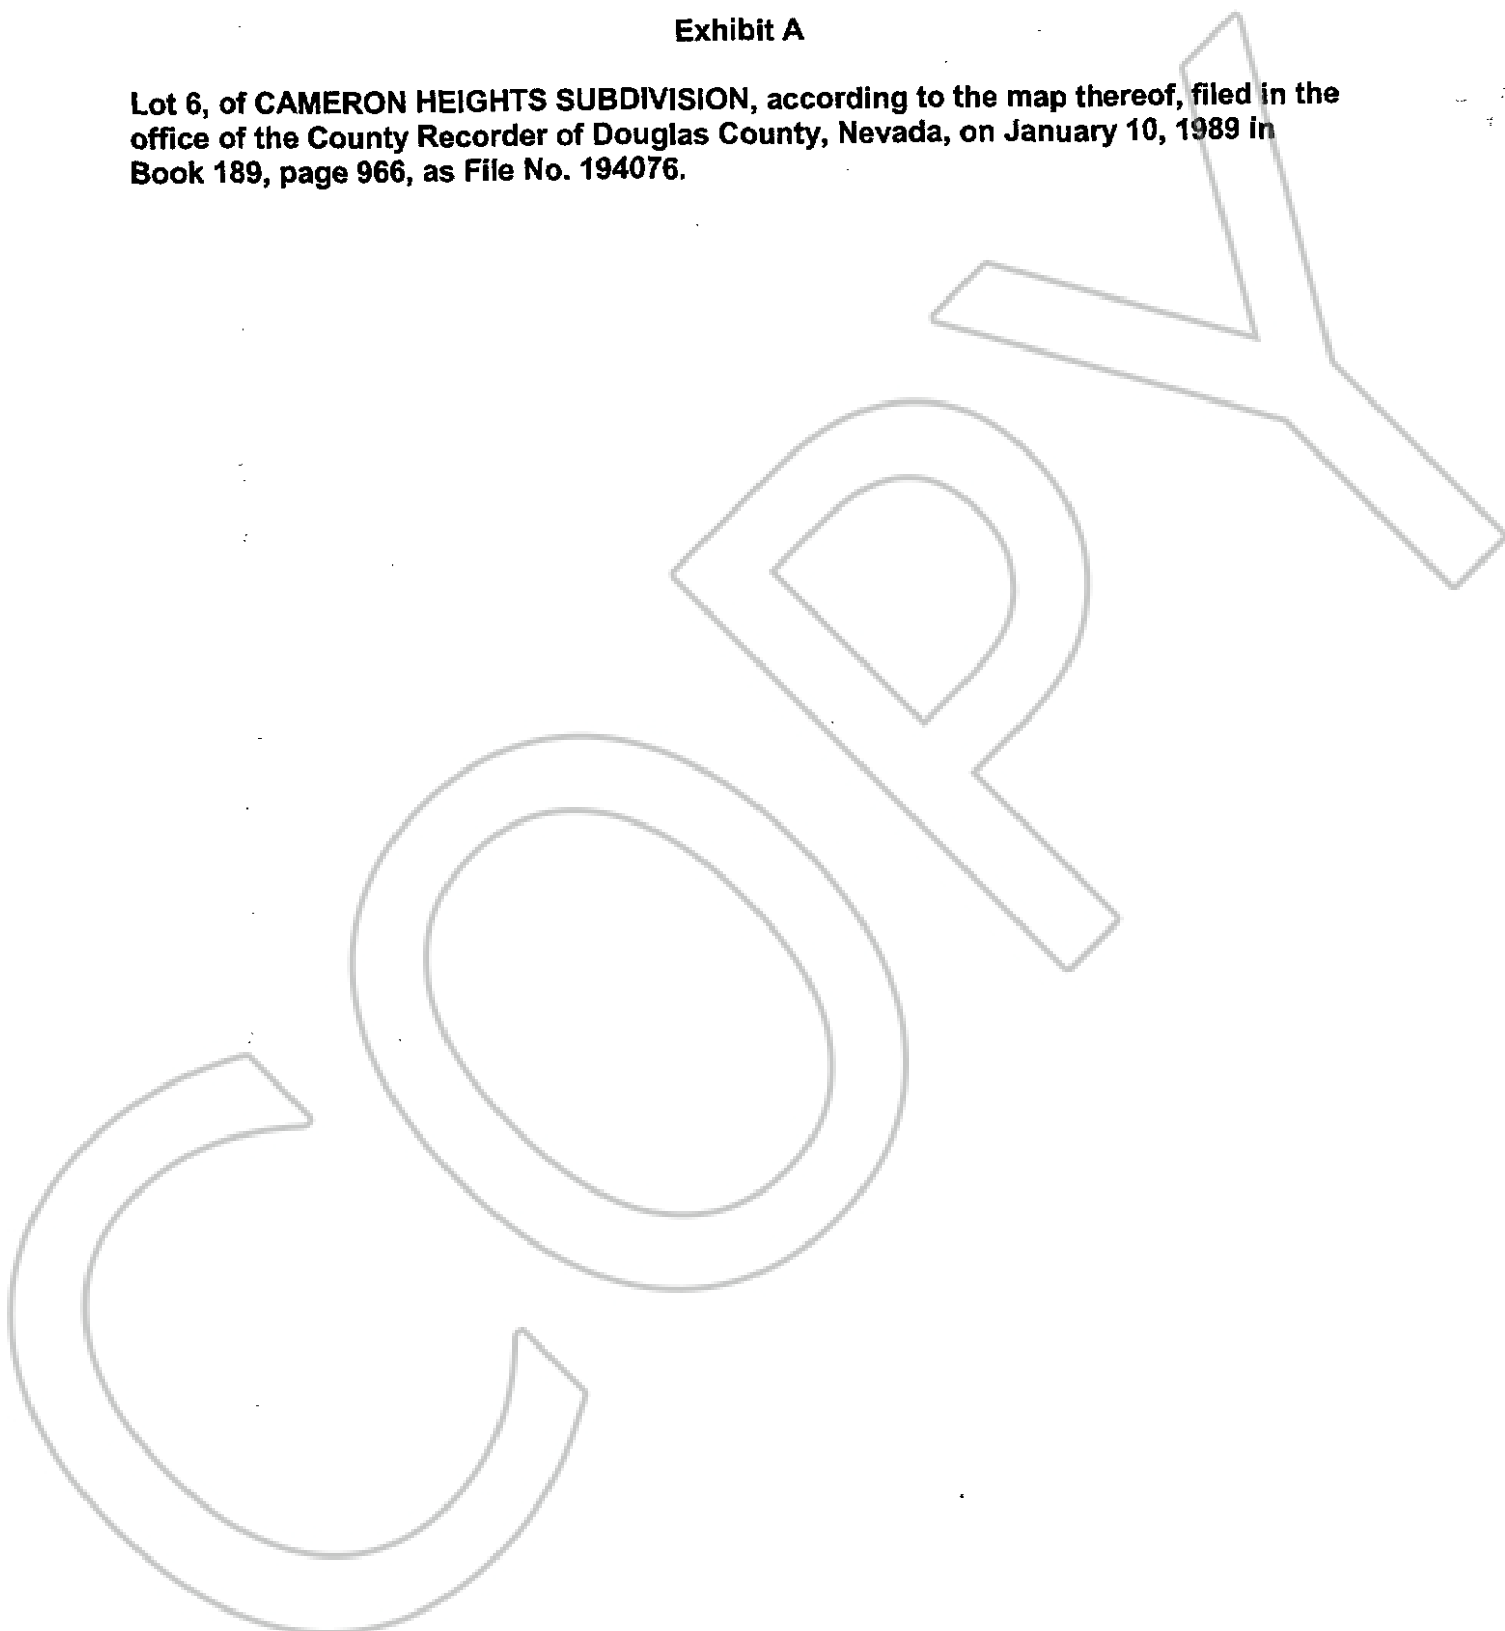 Exhibit A
Lot 6, of CAMERON HEIGHTS SUBDIVISION, according to the map thereof, filed in the
office of the County Recorder of Douglas County, Nevada, on January 10, 1989 in
Book 189, page 966, as File No. 194076.
COPY